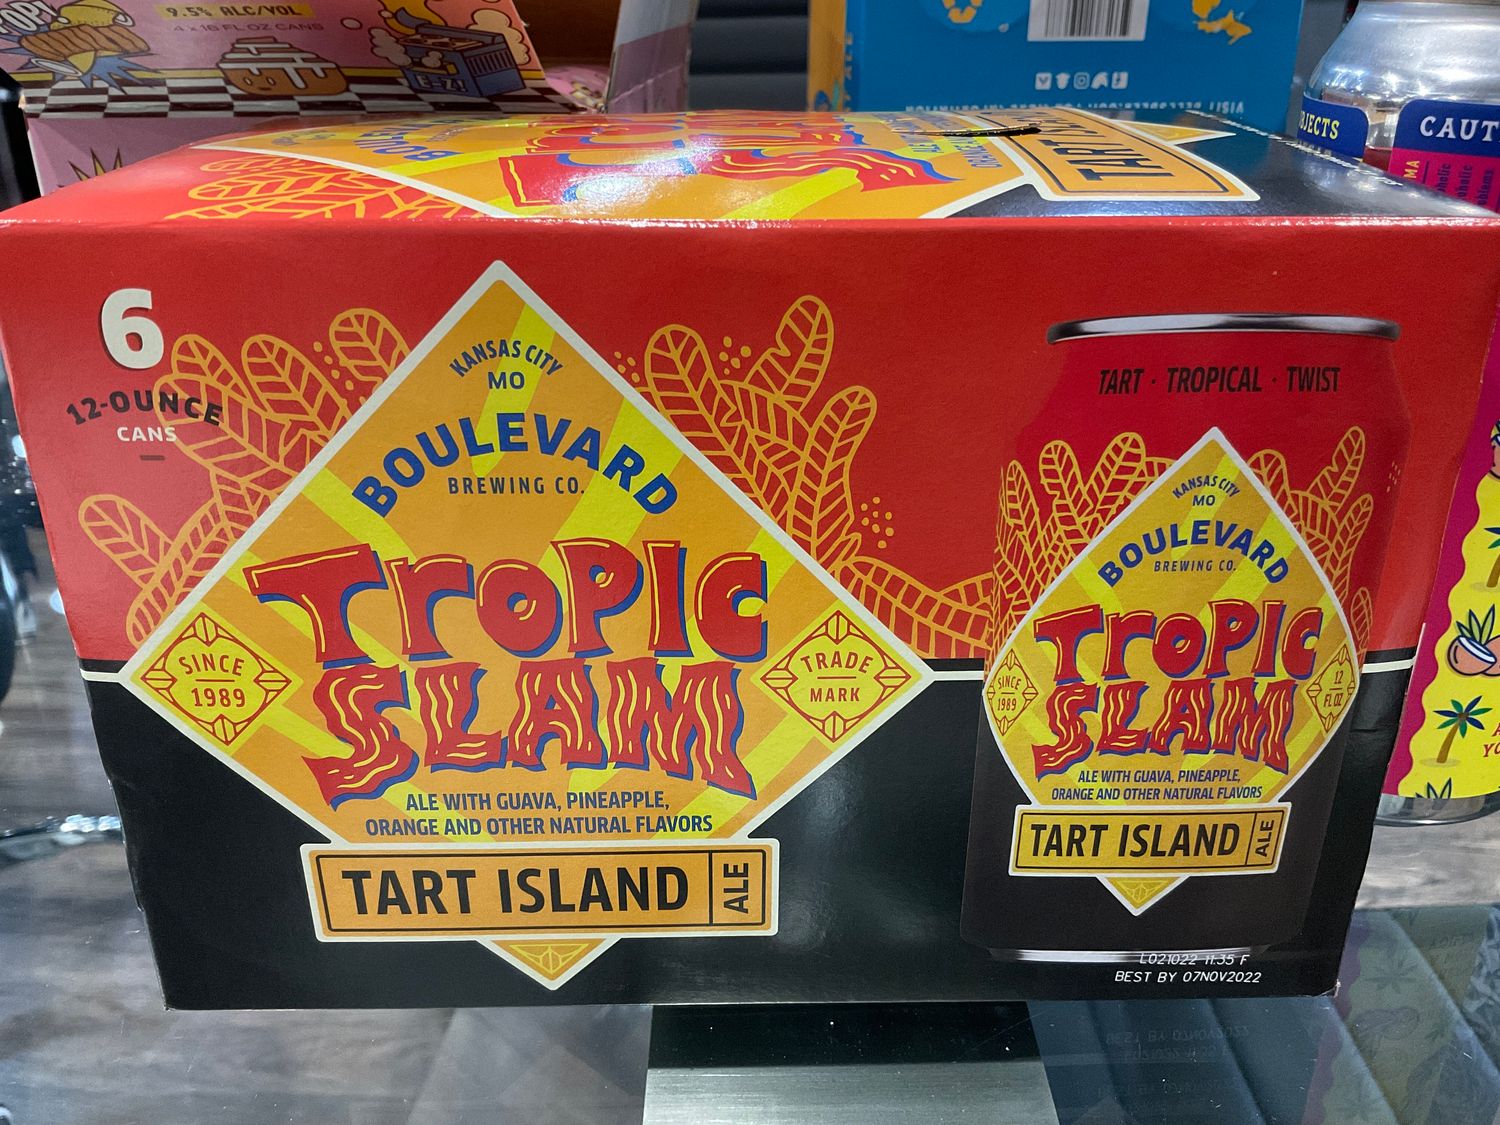 9.5% ALC/VOL
4 x 16 FL OZ CANS
E-Z!
JECTS
CAUT
MA
6
12-OUNCE
CANS
KANSAS CITY
MO
BOULEVARD
BREWING CO.
TROPIC
SLAM
SINCE
1989
TRADE
MARK
ALE WITH GUAVA, PINEAPPLE,
ORANGE AND OTHER NATURAL FLAVORS
TART ISLAND
ALE
TART · TROPICAL · TWIST
KANSAS CITY
MO
BOULEVARD
BREWING CO.
TROPIC
SLAM
SINCE
1989
12
FL OZ
ALE WITH GUAVA, PINEAPPLE,
ORANGE AND OTHER NATURAL FLAVORS
TART ISLAND
ALE
L021022 11:35 F
BEST BY 07NOV2022